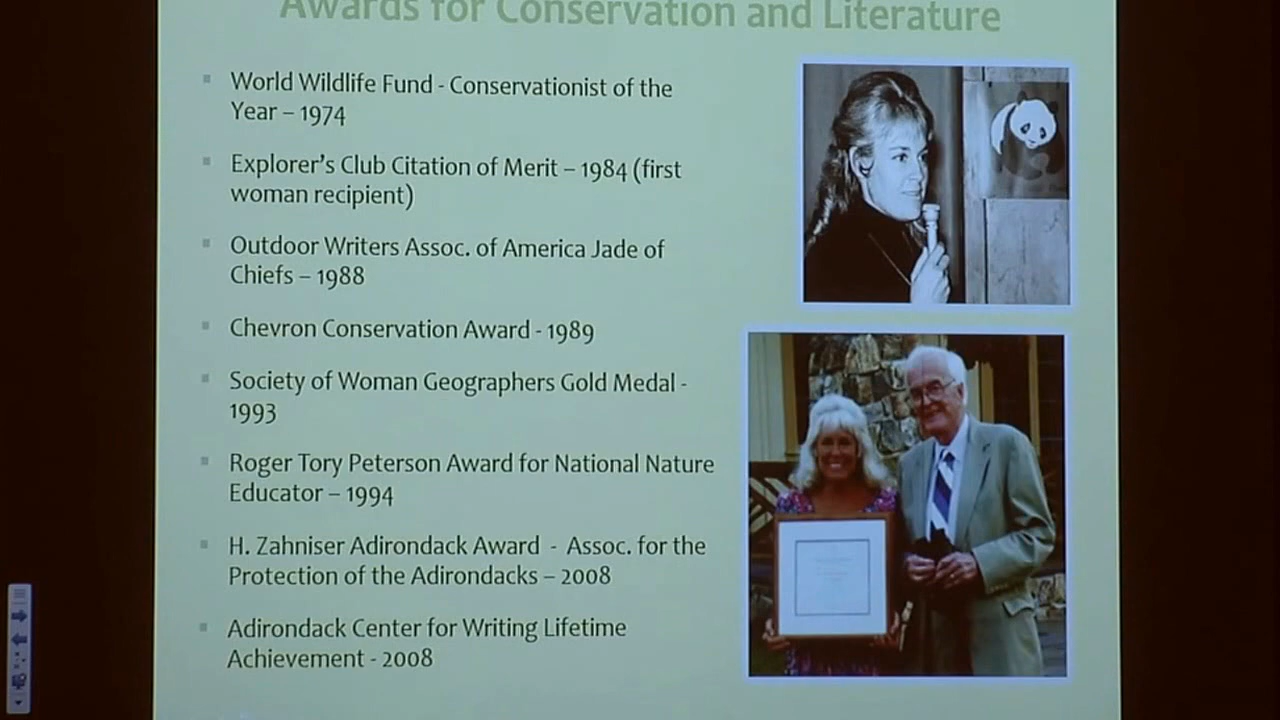 Awards for Conservation and Literature
World Wildlife Fund - Conservationist of the
Year – 1974
Explorer's Club Citation of Merit – 1984 (first
woman recipient)
Outdoor Writers Assoc. of America Jade of
Chiefs – 1988
Chevron Conservation Award - 1989
Society of Woman Geographers Gold Medal -
1993
Roger Tory Peterson Award for National Nature
Educator – 1994
H. Zahniser Adirondack Award - Assoc. for the
Protection of the Adirondacks – 2008
Adirondack Center for Writing Lifetime
Achievement - 2008